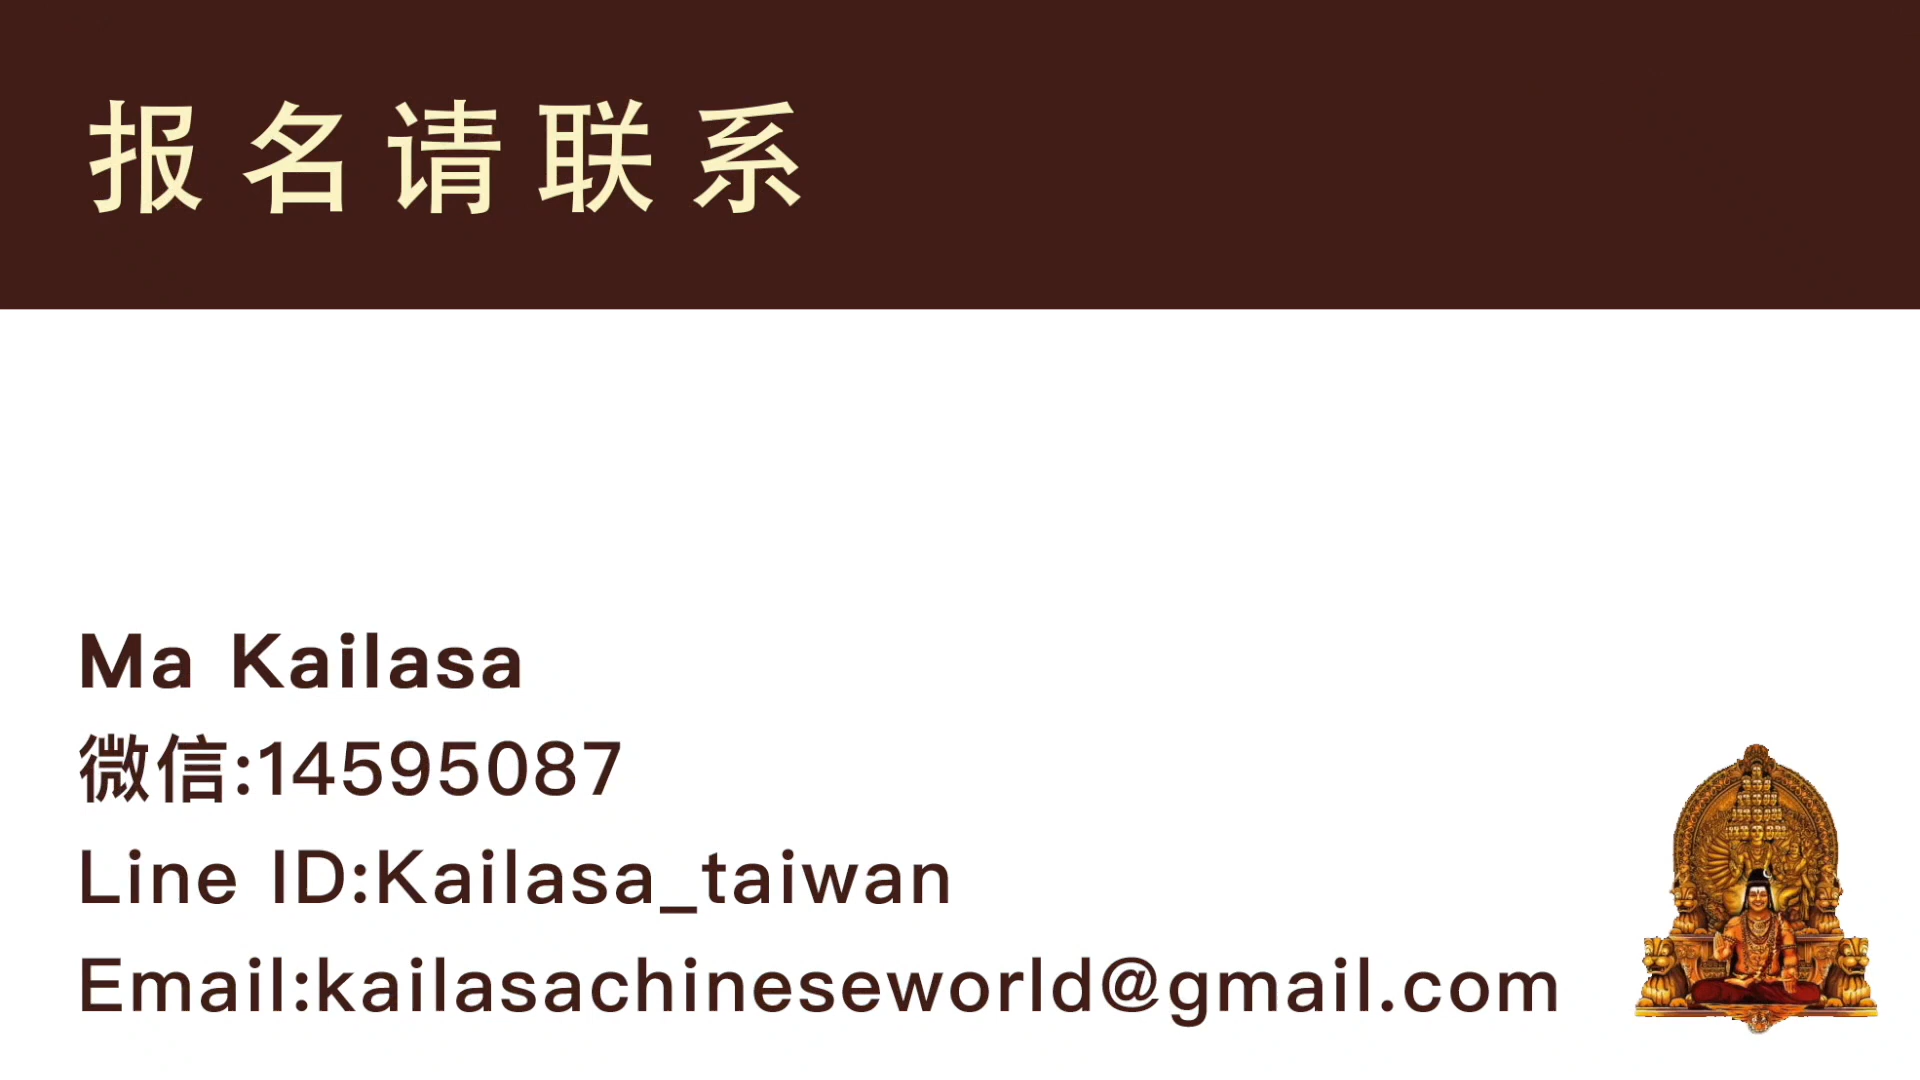 报名请联系
Ma Kailasa
微信:14595087
Line ID:Kailasa_taiwan
Email:kailasachineseworld@gmail.com